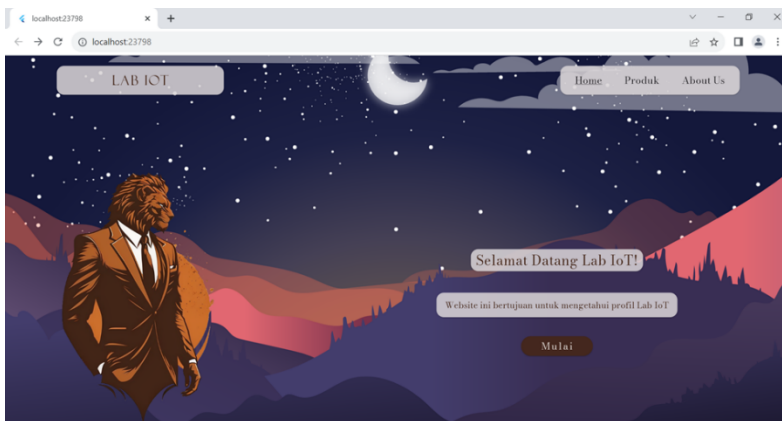 localhost:23798
localhost:23798
LAB IOT
Home Produk About Us
Selamat Datang Lab IoT!
Website ini bertujuan untuk mengetahui profil Lab IoT
Mulai